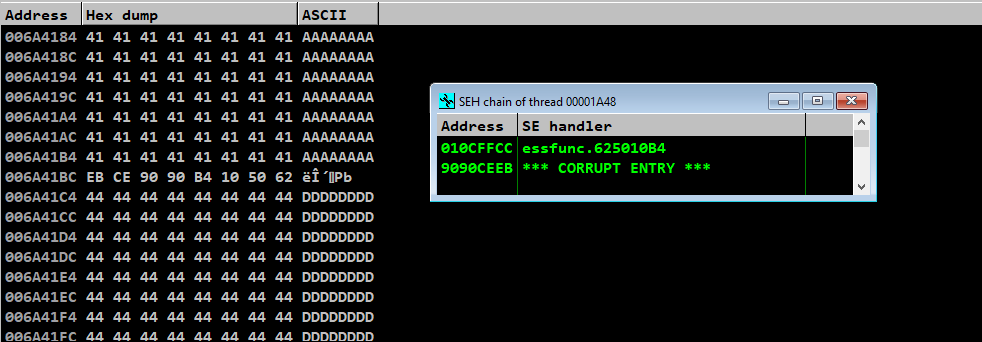 Address Hex dump ASCII
006A4184 41 41 41 41 41 41 41 41 AAAAAAAA
006A418C 41 41 41 41 41 41 41 41 AAAAAAAA
006A4194 41 41 41 41 41 41 41 41 AAAAAAAA
006A419C 41 41 41 41 41 41 41 41 AAAAAAAA
006A41A4 41 41 41 41 41 41 41 41 AAAAAAAA
006A41AC 41 41 41 41 41 41 41 41 AAAAAAAA
006A41B4 41 41 41 41 41 41 41 41 AAAAAAAA
006A41BC EB CE 90 90 B4 10 50 62 ëÎ´Pb
006A41C4 44 44 44 44 44 44 44 44 DDDDDDDD
006A41CC 44 44 44 44 44 44 44 44 DDDDDDDD
006A41D4 44 44 44 44 44 44 44 44 DDDDDDDD
006A41DC 44 44 44 44 44 44 44 44 DDDDDDDD
006A41E4 44 44 44 44 44 44 44 44 DDDDDDDD
006A41EC 44 44 44 44 44 44 44 44 DDDDDDDD
006A41F4 44 44 44 44 44 44 44 44 DDDDDDDD
006A41FC 44 44 44 44 44 44 44 44 DDDDDDDD
SEH chain of thread 00001A48
Address SE handler
010CFFCC essfunc.625010B4
9090CEEB *** CORRUPT ENTRY ***